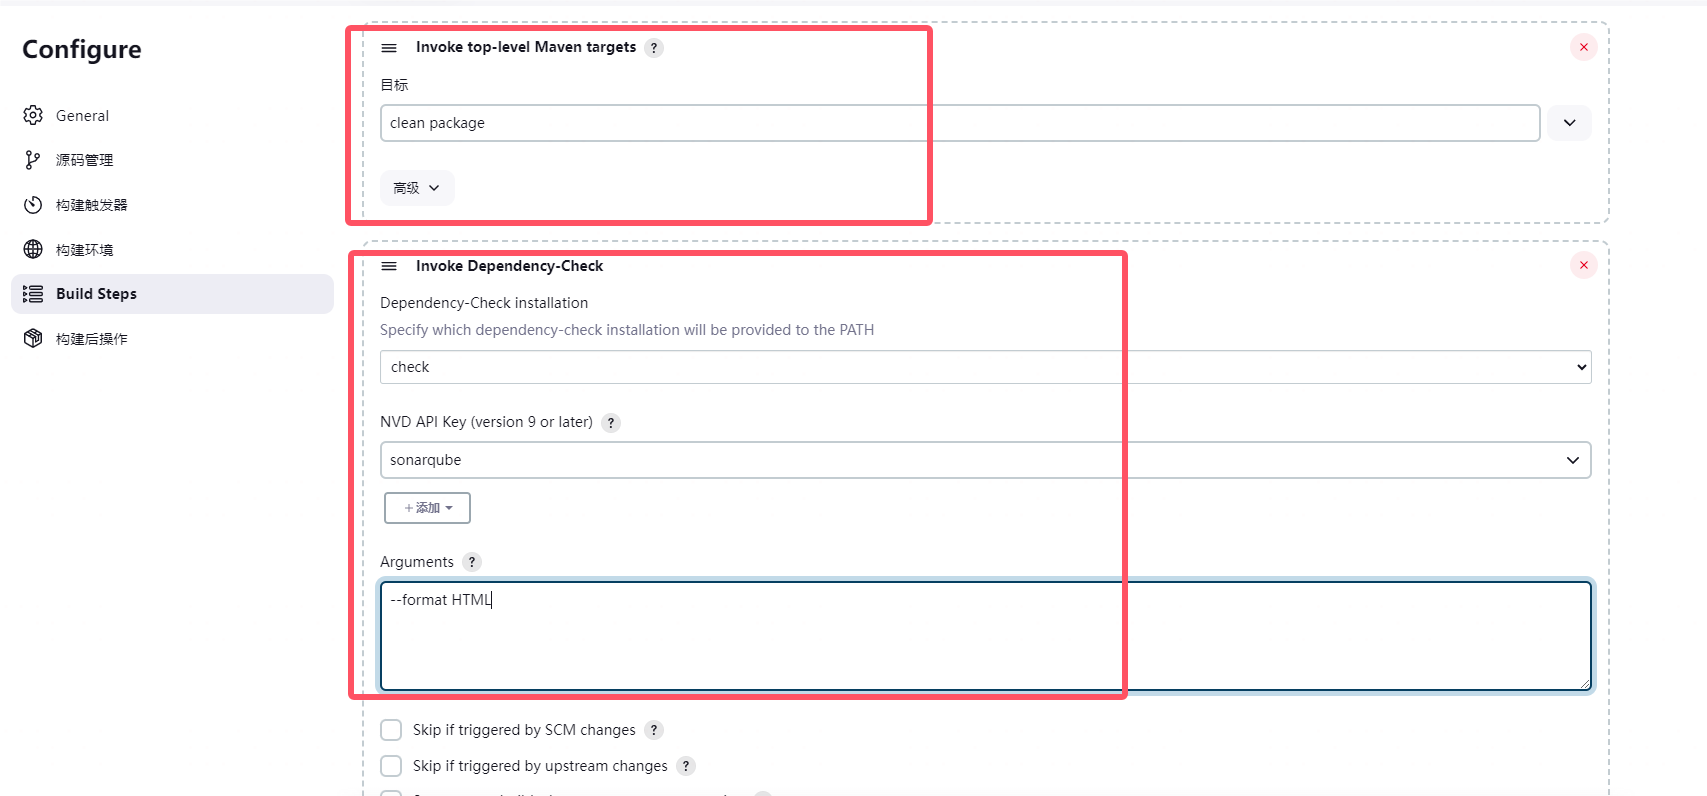 Configure
General
源码管理
构建触发器
构建环境
Build Steps
构建后操作
Invoke top-level Maven targets ?
目标
clean package
高级
Invoke Dependency-Check
Dependency-Check installation
Specify which dependency-check installation will be provided to the PATH
check
NVD API Key (version 9 or later) ?
sonarqube
+添加
Arguments ?
--format HTML
Skip if triggered by SCM changes ?
Skip if triggered by upstream changes ?